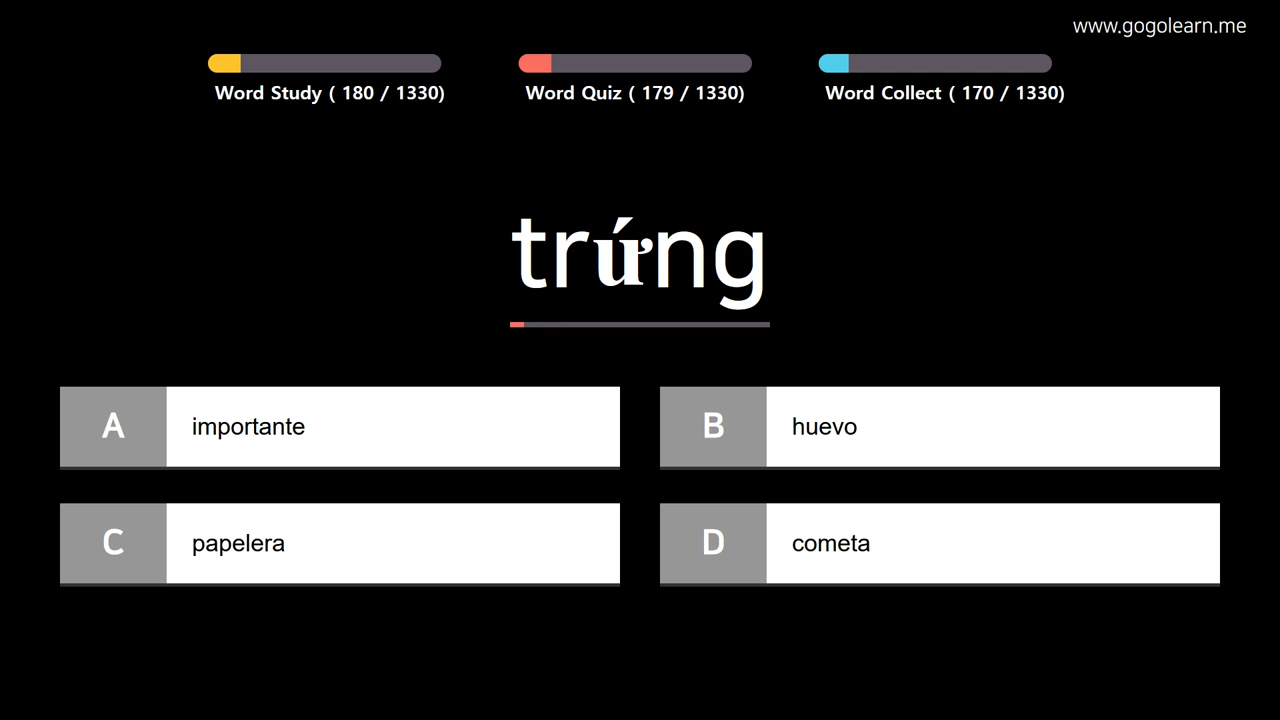 www.gogolearn.me
Word Study ( 180 / 1330)
Word Quiz ( 179 / 1330)
Word Collect ( 170 / 1330)
trứng
A importante
B huevo
C papelera
D cometa